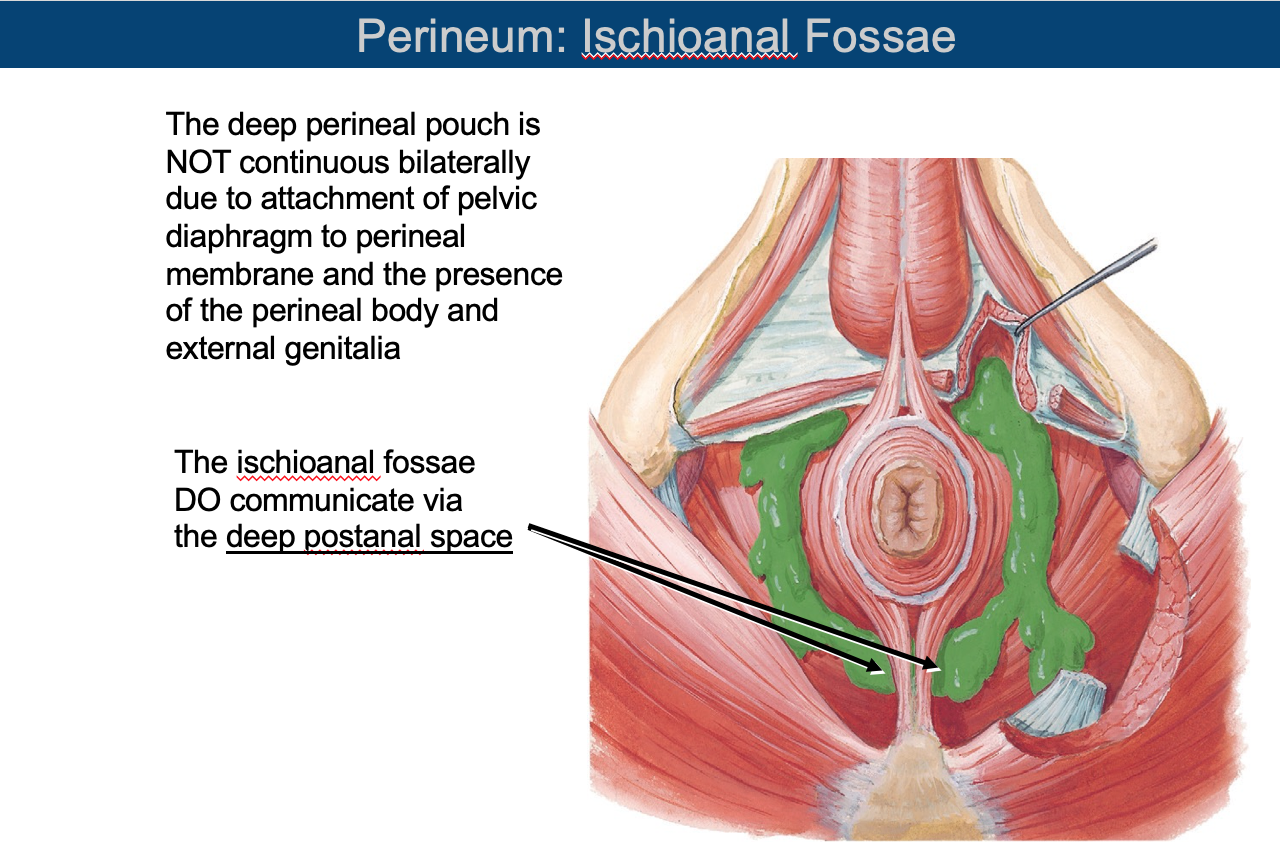 Perineum: Ischioanal Fossae
The deep perineal pouch is
NOT continuous bilaterally
due to attachment of pelvic
diaphragm to perineal
membrane and the presence
of the perineal body and
external genitalia
The ischioanal fossae
DO communicate via
the deep postanal space